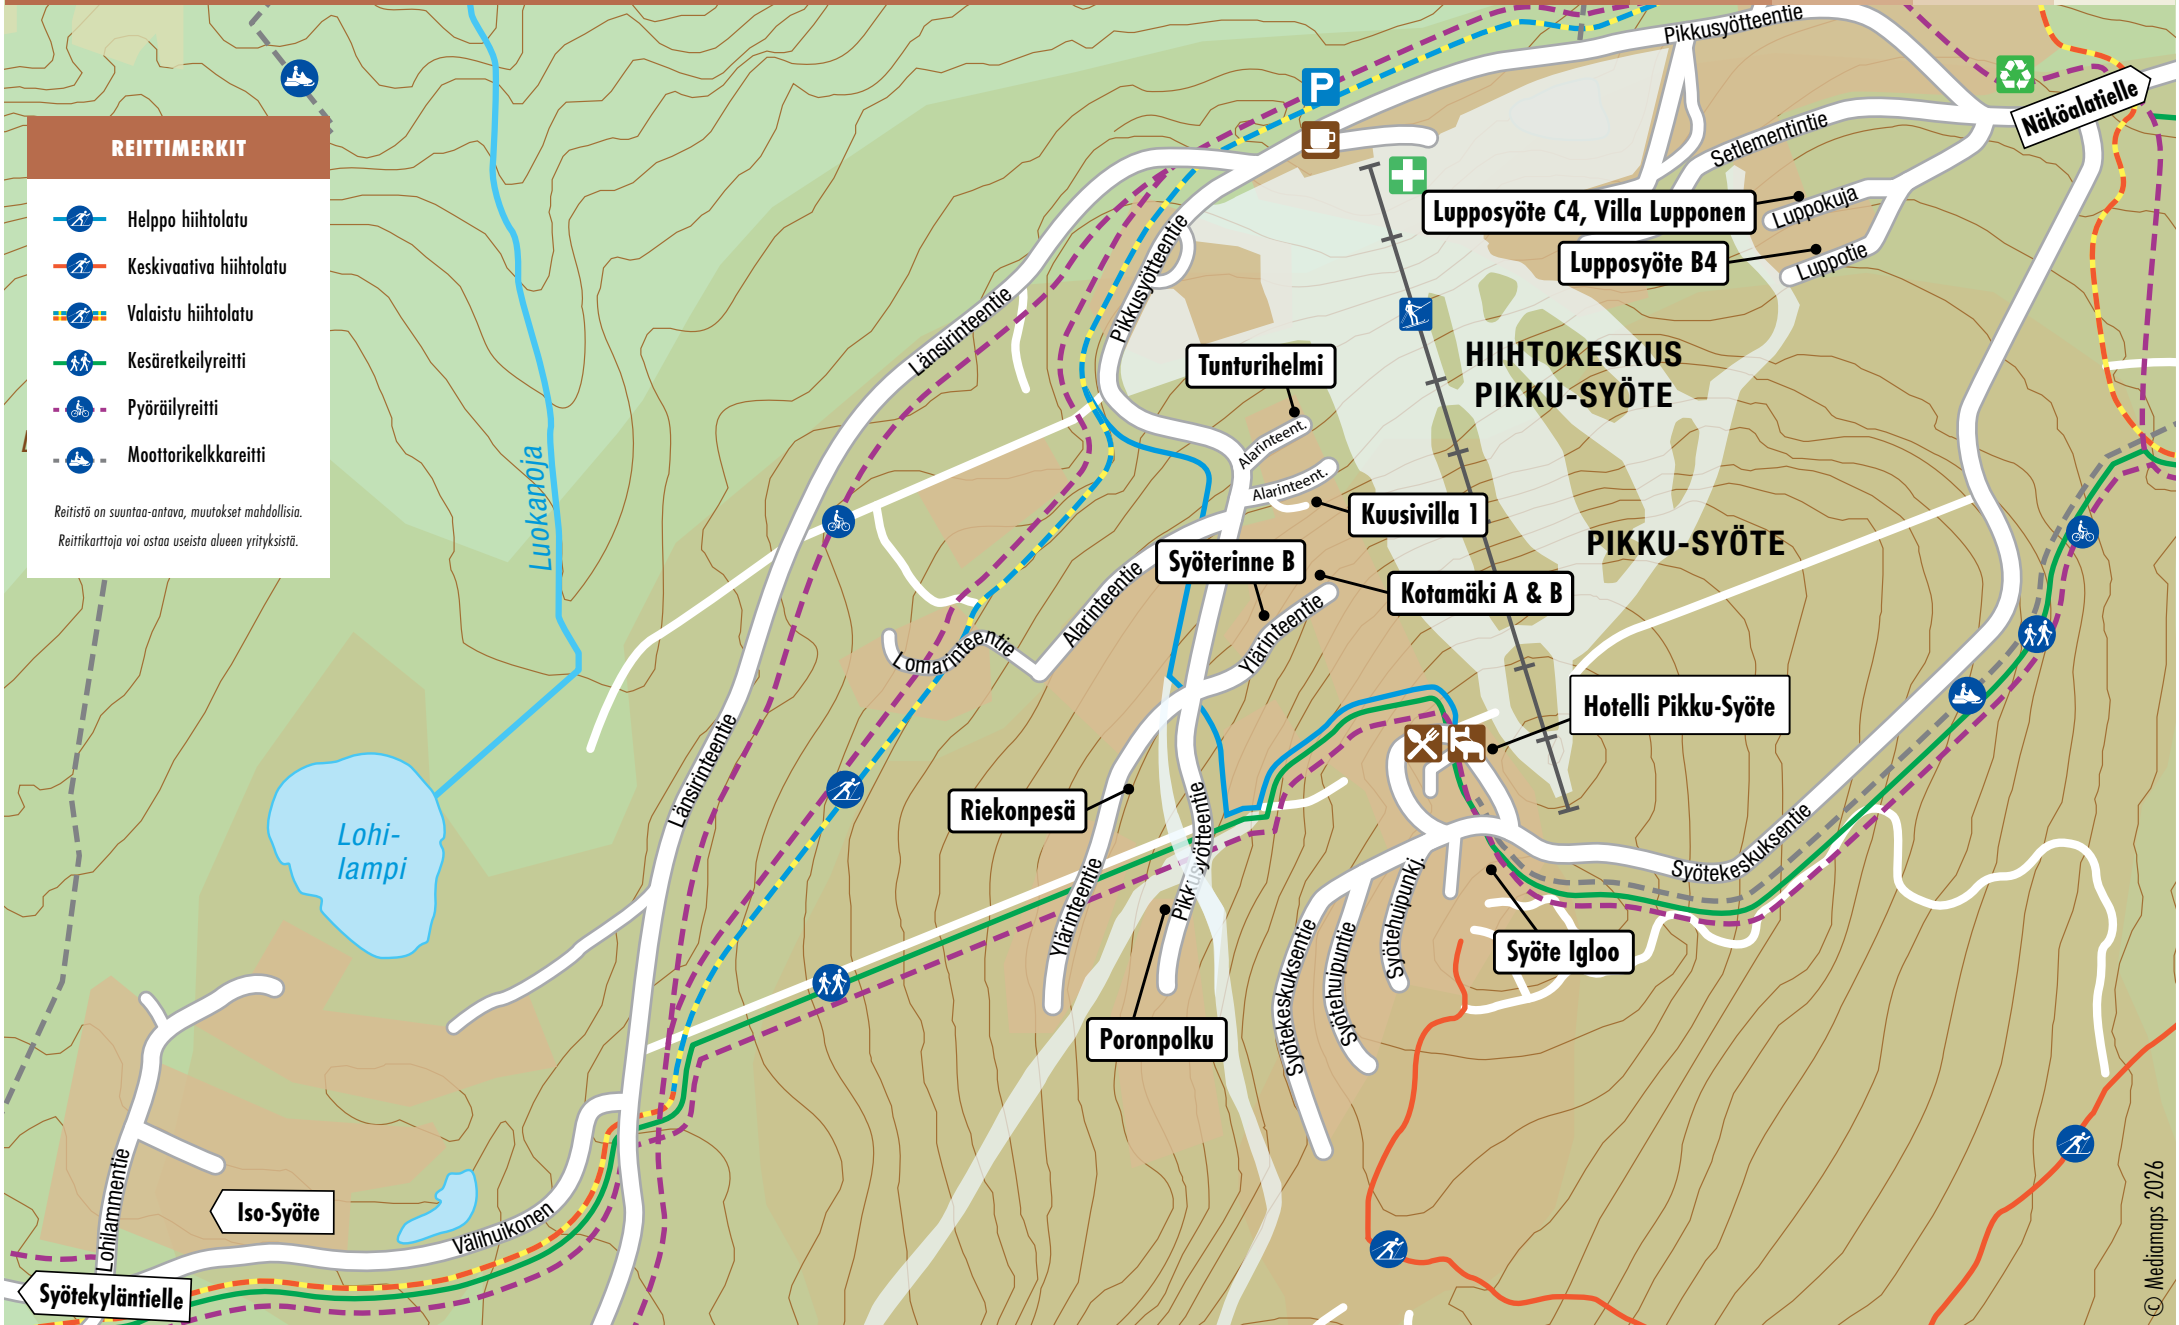 Pikkusyötteentie
P
Näköalatielle
REITTIMERKIT
Helppo hiihtolatu
Keskivaativa hiihtolatu
Valaistu hiihtolatu
Kesäretkeilyreitti
Pyöräilyreitti
Moottorikelkkareitti
Reitistö on suuntaa-antava, muutokset mahdollisia.
Reittikarttoja voi ostaa useista alueen yrityksistä.
Setlementintie
Lupposyöte C4, Villa Lupponen
Luppokuja
Lupposyöte B4
Luppotie
Pikkusyötteentie
Länsirinteentie
Tunturihelmi
HIIHTOKESKUS
PIKKU-SYÖTE
Alarinteent.
Alarinteent.
Luokanoja
Kuusivilla 1
PIKKU-SYÖTE
Syöterinne B
Kotamäki A & B
Alarinteentie
Ylärinteentie
Lomarinteentie
Hotelli Pikku-Syöte
Länsirinteentie
Riekonpesä
Pikkusyötteentie
Lohi-
lampi
Syötekeskuksentie
Ylärinteentie
Syötehuipunkj.
Syöte Igloo
Syötekeskuksentie
Syötehuipuntie
Poronpolku
Lohilammentie
Iso-Syöte
Välihuikonen
Syötekyläntielle
© Mediamaps 2026